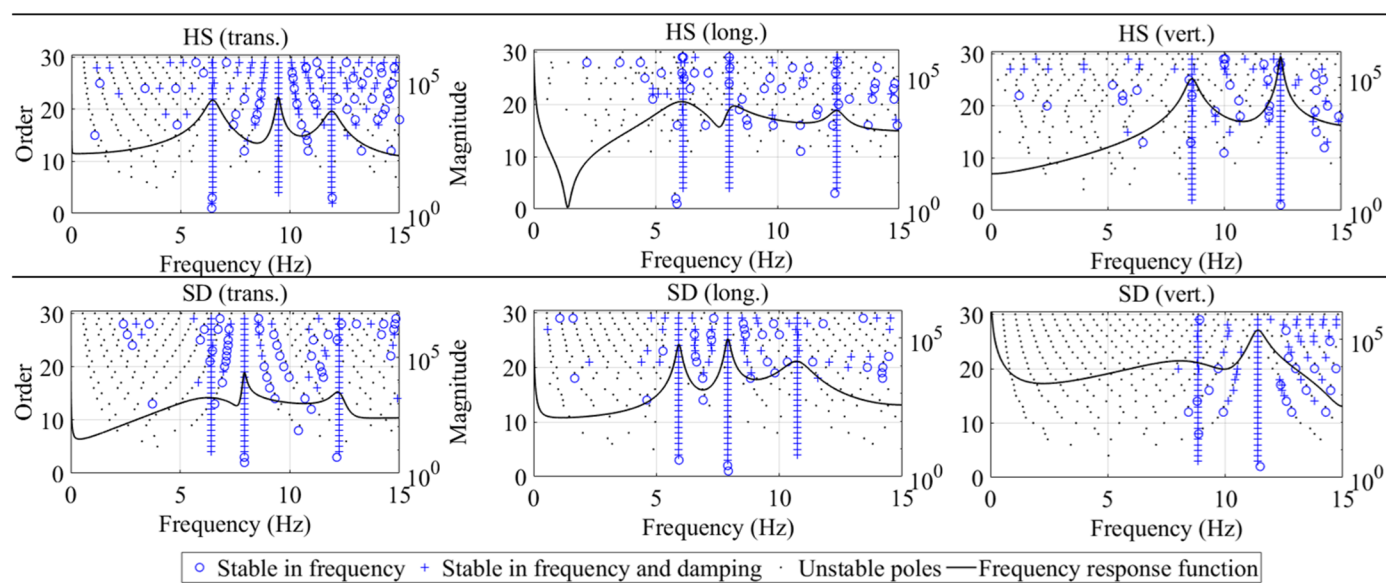 HS (trans.) HS (long.) HS (vert.)
30 30 30
20 10^5 20 10^5 20 10^5
Order Magnitude
10 10 10
0 10^0 0 10^0 0 10^0
0 5 10 15 0 5 10 15 0 5 10 15
Frequency (Hz) Frequency (Hz) Frequency (Hz)
SD (trans.) SD (long.) SD (vert.)
30 30 30
20 10^5 20 10^5 20 10^5
Order Magnitude
10 10 10
0 10^0 0 10^0 0 10^0
0 5 10 15 0 5 10 15 0 5 10 15
Frequency (Hz) Frequency (Hz) Frequency (Hz)
Stable in frequency Stable in frequency and damping Unstable poles Frequency response function